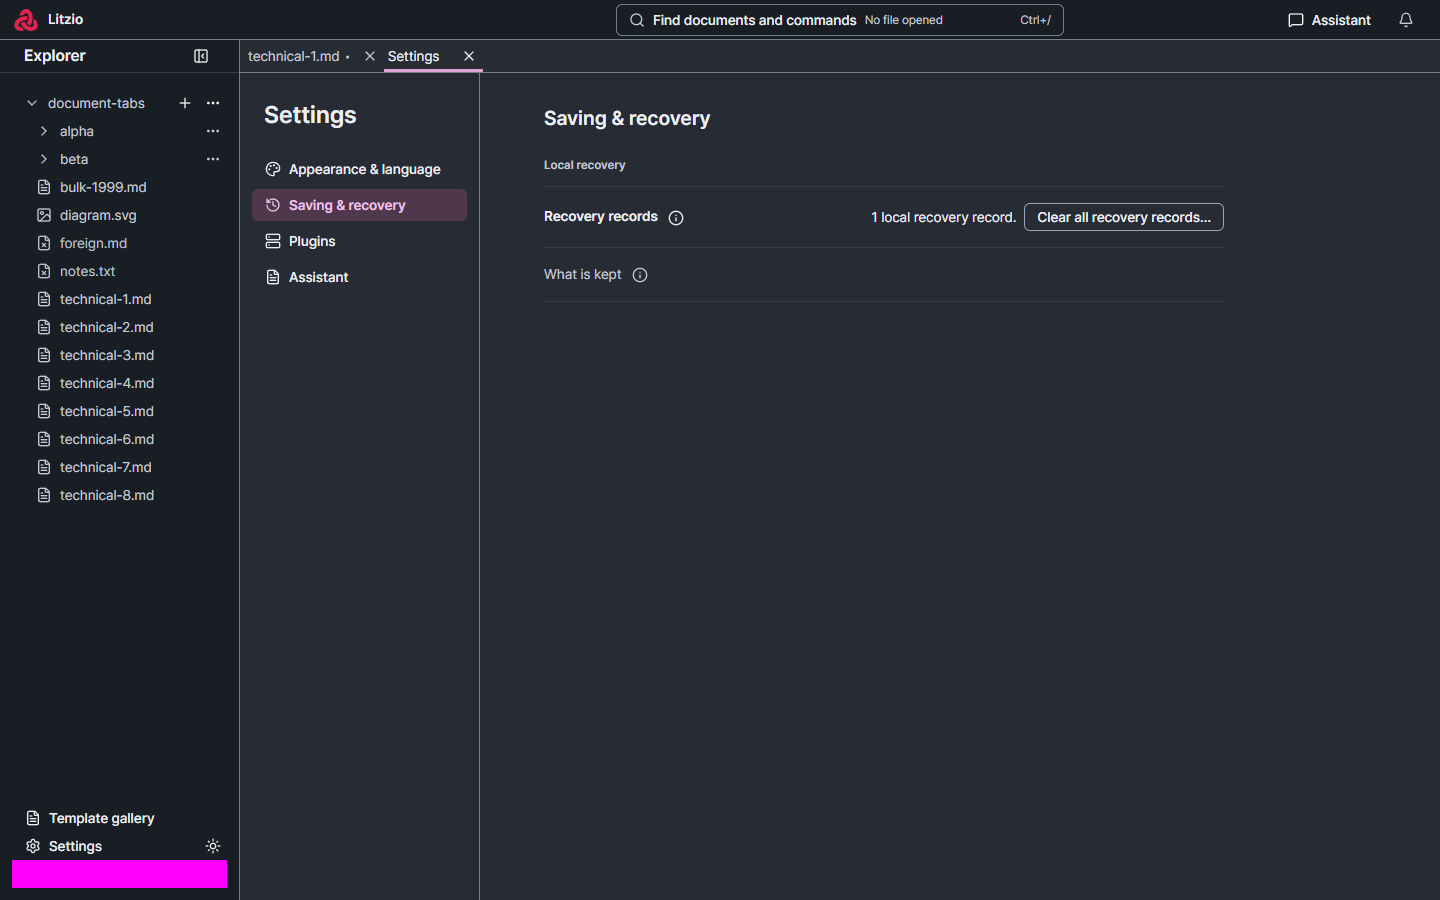 Litzio
Find documents and commands No file opened Ctrl+/
Assistant
Explorer
technical-1.md •
Settings
document-tabs
alpha
beta
bulk-1999.md
diagram.svg
foreign.md
notes.txt
technical-1.md
technical-2.md
technical-3.md
technical-4.md
technical-5.md
technical-6.md
technical-7.md
technical-8.md
Template gallery
Settings
Settings
Appearance & language
Saving & recovery
Plugins
Assistant
Saving & recovery
Local recovery
Recovery records 1 local recovery record. Clear all recovery records...
What is kept